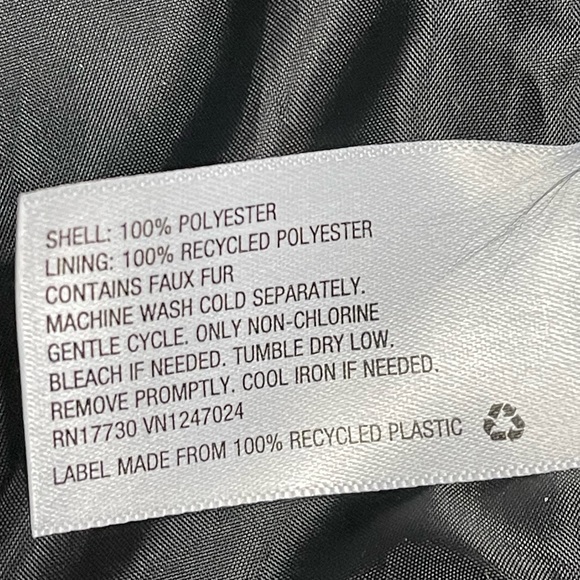 SHELL: 100% POLYESTER
LINING: 100% RECYCLED POLYESTER
CONTAINS FAUX FUR
MACHINE WASH COLD SEPARATELY.
GENTLE CYCLE. ONLY NON-CHLORINE
BLEACH IF NEEDED. TUMBLE DRY LOW.
REMOVE PROMPTLY. COOL IRON IF NEEDED.
RN17730 VN1247024
LABEL MADE FROM 100% RECYCLED PLASTIC